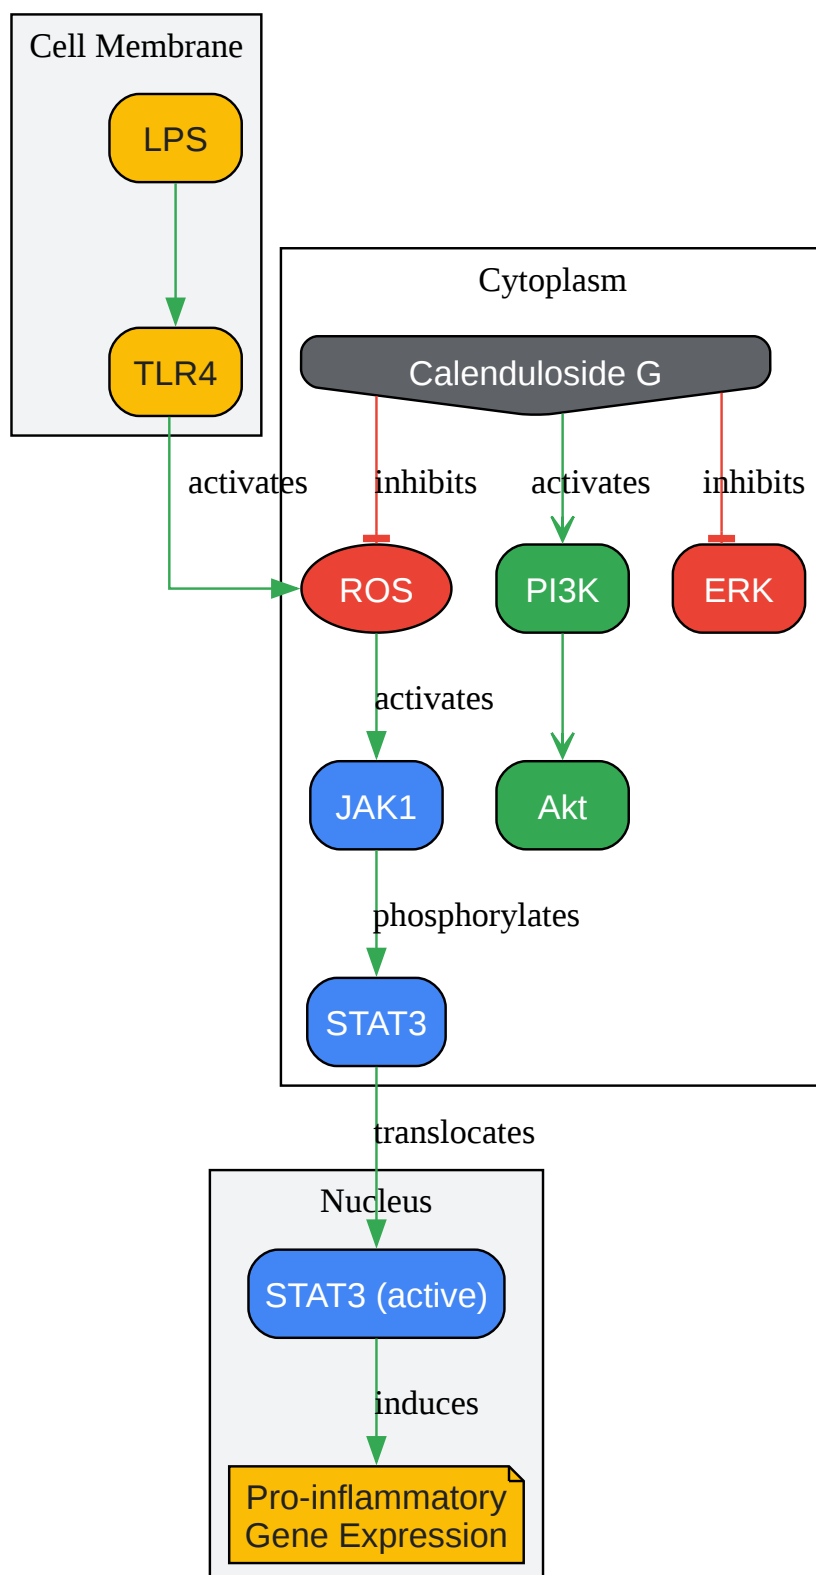 Cell Membrane
LPS
TLR4
Cytoplasm
Calenduloside G
activates
inhibits
activates
inhibits
ROS
PI3K
ERK
activates
JAK1
Akt
phosphorylates
STAT3
translocates
Nucleus
STAT3 (active)
induces
Pro-inflammatory
Gene Expression